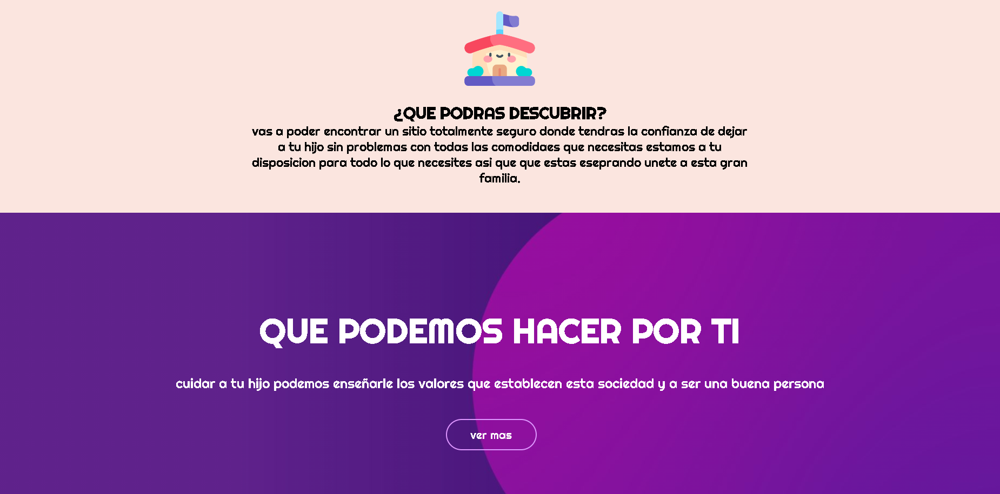 ¿QUE PODRAS DESCUBRIR?
vas a poder encontrar un sitio totalmente seguro donde tendras la confianza de dejar
a tu hijo sin problemas con todas las comodidaes que necesitas estamos a tu
disposicion para todo lo que necesites asi que que estas eseprando unete a esta gran
familia.
QUE PODEMOS HACER POR TI
cuidar a tu hijo podemos enseñarle los valores que establecen esta sociedad y a ser una buena persona
ver mas